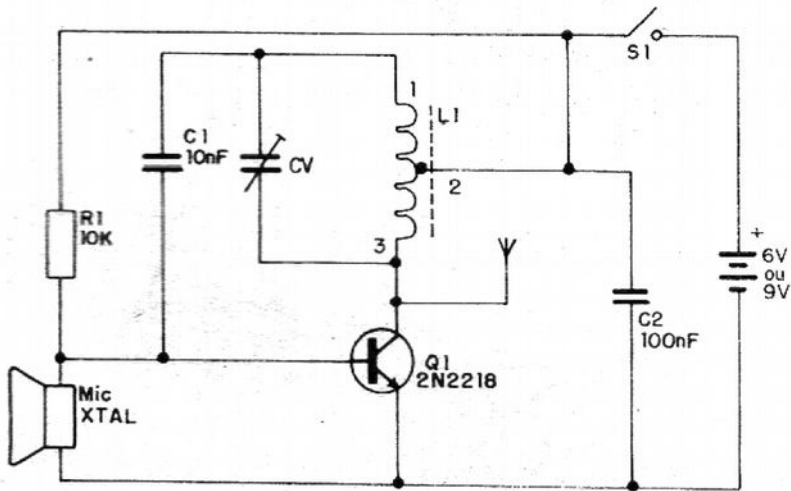 S1
1
L1
C1
10nF
CV
2
R1
10K
3
+
6V
ou
9V
C2
100nF
Q1
2N2218
Mic
XTAL